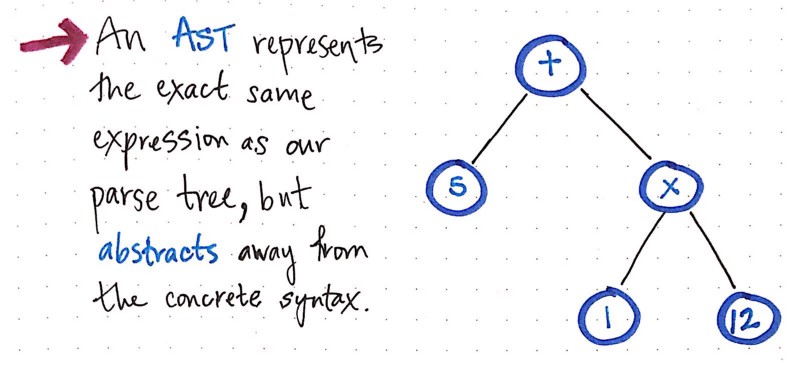 An AST represents
the exact same
expression as our
parse tree, but
abstracts away from
the concrete syntax.
+
5
x
1
12